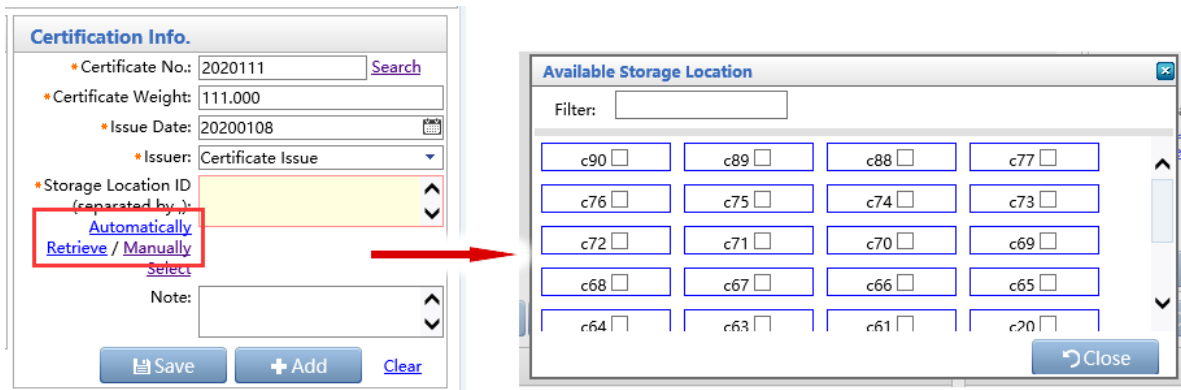 Certification Info.
*Certificate No.: 2020111 Search
*Certificate Weight: 111.000
*Issue Date: 20200108
*Issuer: Certificate Issue
*Storage Location ID
(separated by ,):
Automatically
Retrieve / Manually
Select
Note:
Save Add Clear
Available Storage Location
Filter:
c90 c89 c88 c77
c76 c75 c74 c73
c72 c71 c70 c69
c68 c67 c66 c65
c64 c63 c61 c20
Close